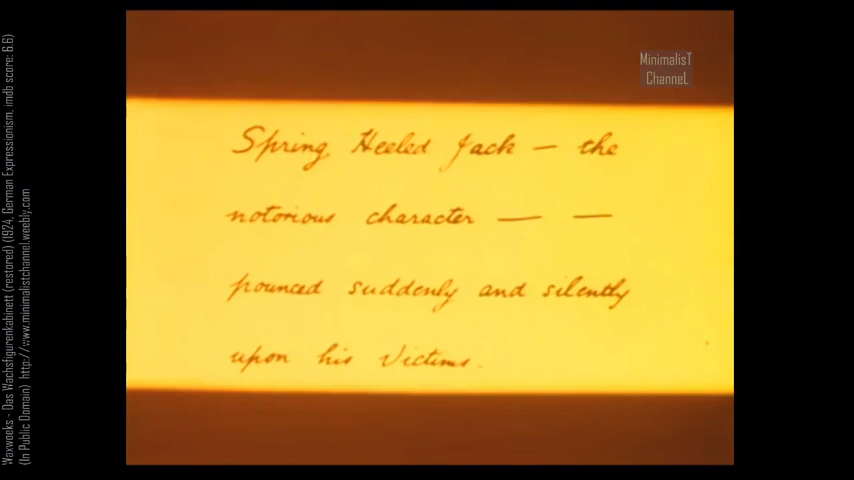 Spring Heeled Jack — the
notorious character — —
pounced suddenly and silently
upon his Victims.
MinimalisT
ChanneL
Waxwoeks - Das Wachsfigurenkabinett (restored) (1924, German Expressionism, imdb score: 6.6)
(In Public Domain) http://www.minimalistchannel.weebly.com